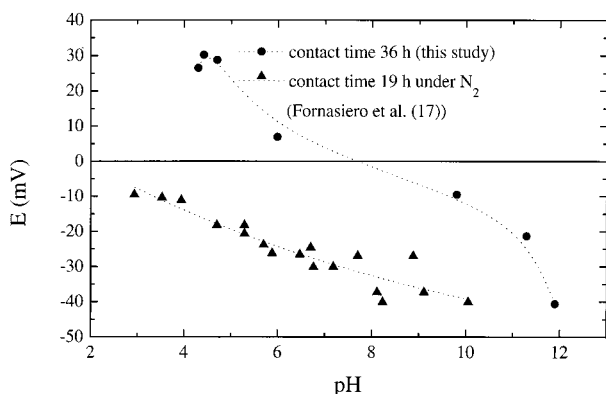 40
30
20
10
0
-10
-20
-30
-40
-50
E (mV)
contact time 36 h (this study)
contact time 19 h under N2
(Fornasiero et al. (17))
2 4 6 8 10 12
pH